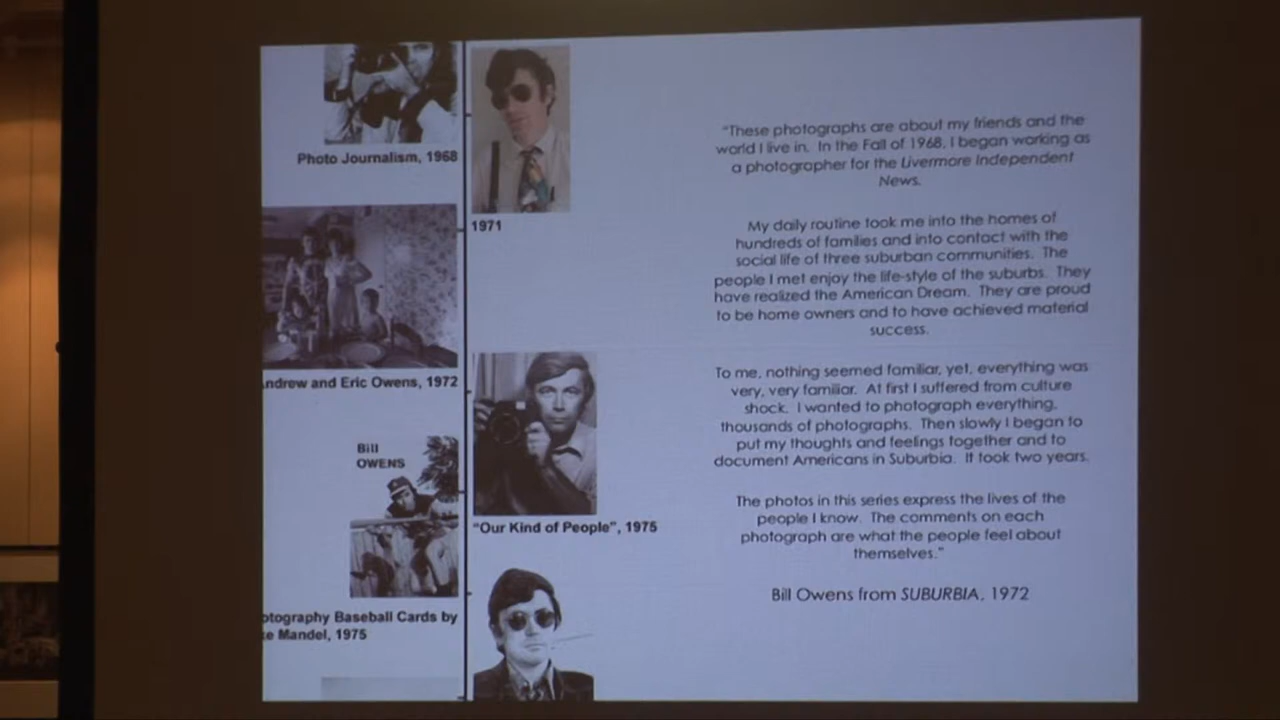 Photo Journalism, 1968
1971
ndrew and Eric Owens, 1972
Bill
OWENS
"Our Kind of People", 1975
otography Baseball Cards by
e Mandel, 1975
"These photographs are about my friends and the
world I live in. In the Fall of 1968, I began working as
a photographer for the Livermore Independent
News.
My daily routine took me into the homes of
hundreds of families and into contact with the
social life of three suburban communities. The
people I met enjoy the life-style of the suburbs. They
have realized the American Dream. They are proud
to be home owners and to have achieved material
success.
To me, nothing seemed familiar, yet, everything was
very, very familiar. At first I suffered from culture
shock. I wanted to photograph everything,
thousands of photographs. Then slowly I began to
put my thoughts and feelings together and to
document Americans in Suburbia. It took two years.
The photos in this series express the lives of the
people I know. The comments on each
photograph are what the people feel about
themselves."
Bill Owens from SUBURBIA, 1972